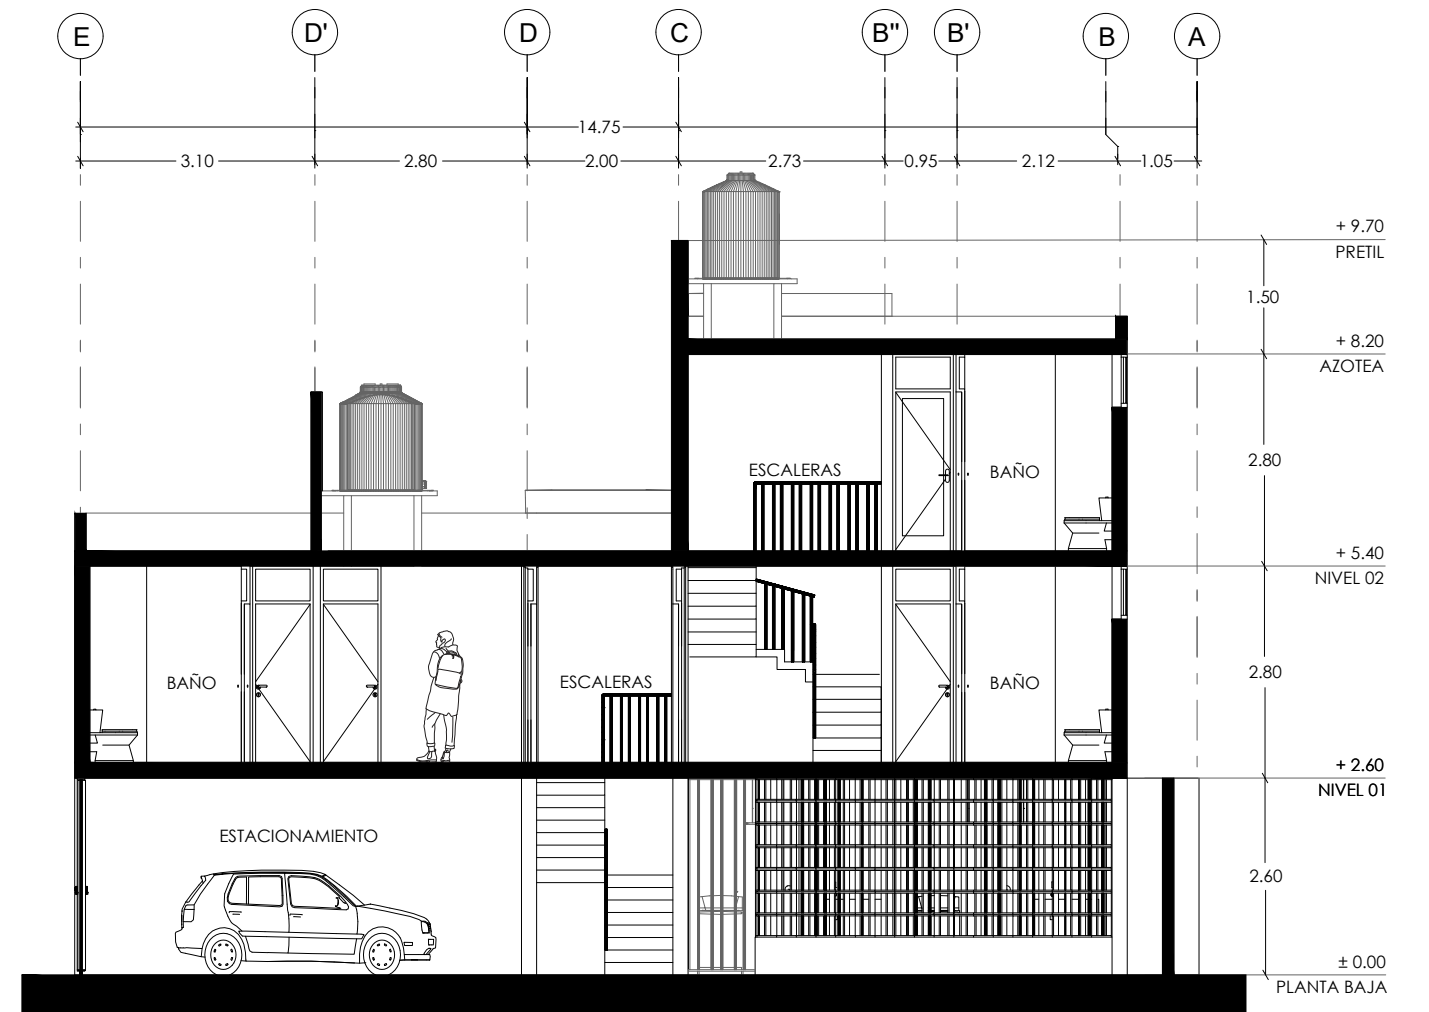 E D' D C B" B' B A
14.75
3.10 2.80 2.00 2.73 0.95 2.12 1.05
+ 9.70
PRETIL
1.50
+ 8.20
AZOTEA
2.80
ESCALERAS BAÑO
+ 5.40
NIVEL 02
2.80
BAÑO ESCALERAS BAÑO
+ 2.60
NIVEL 01
ESTACIONAMIENTO
2.60
± 0.00
PLANTA BAJA